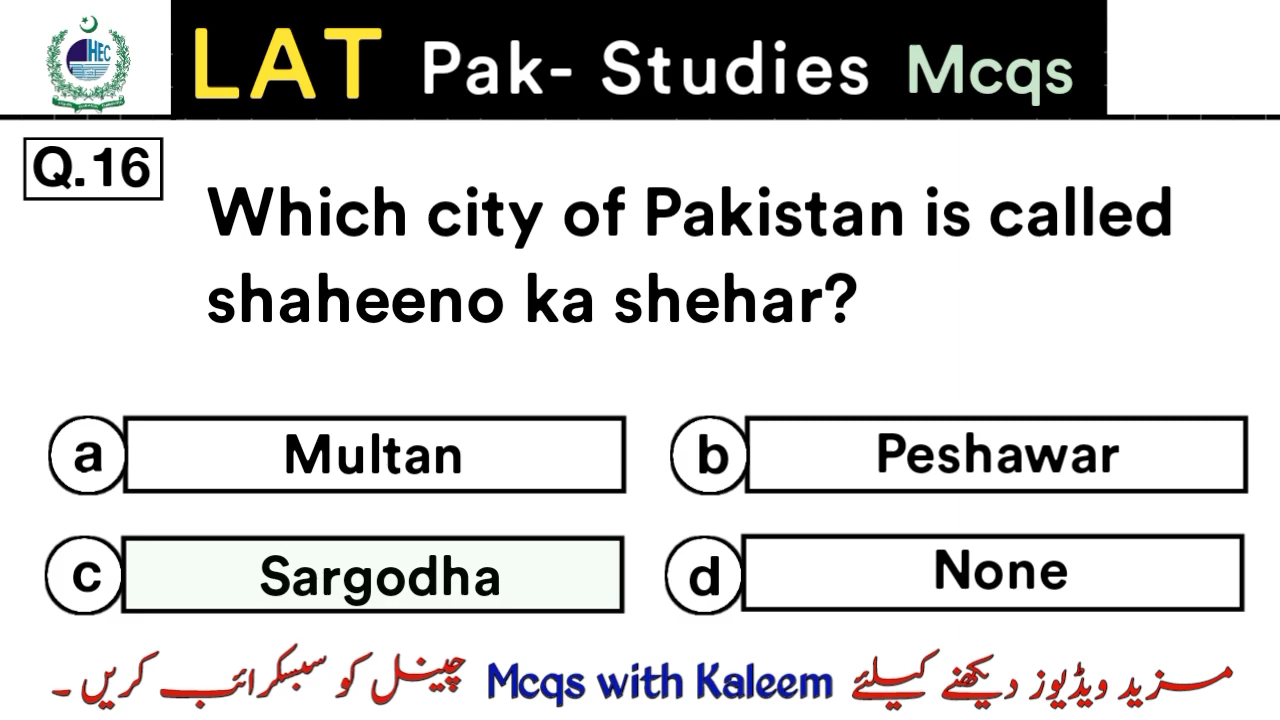 HEC
LAT Pak- Studies Mcqs
Q.16
Which city of Pakistan is called
shaheeno ka shehar?
a Multan
b Peshawar
c Sargodha
d None
مزید ویڈیوز دیکھنے کیلئے Mcqs with Kaleem چینل کو سبسکرائب کریں ۔